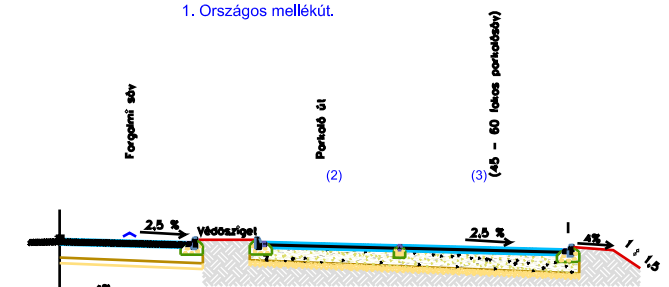 1. Országos mellékút.
Forgalmi sáv
Parkoló út
(45 - 60 fokos parkolósáv)
(2)
(3)
2,5 %
Védősziget
2,5 %
4%
1 : 1,5